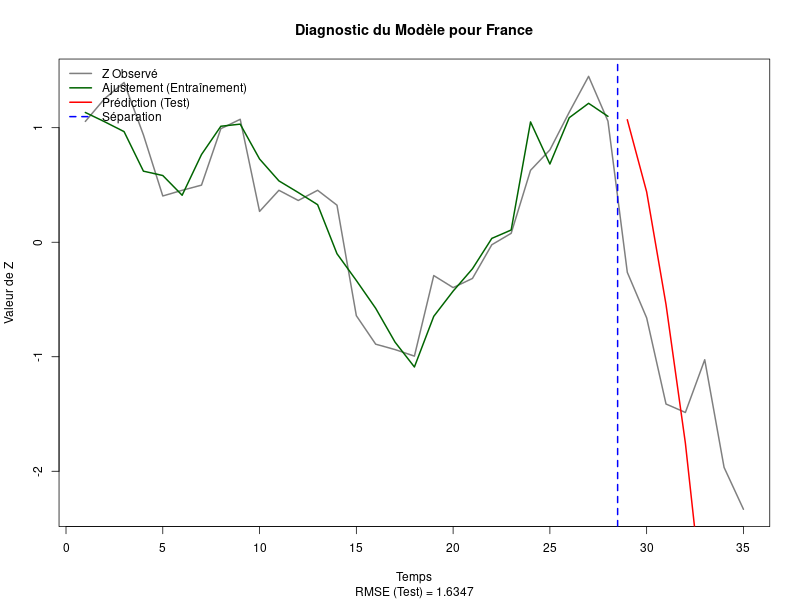 Diagnostic du Modèle pour France
Z Observé
Ajustement (Entraînement)
Prédiction (Test)
Séparation
Valeur de Z
1
0
-1
-2
0 5 10 15 20 25 30 35
Temps
RMSE (Test) = 1.6347